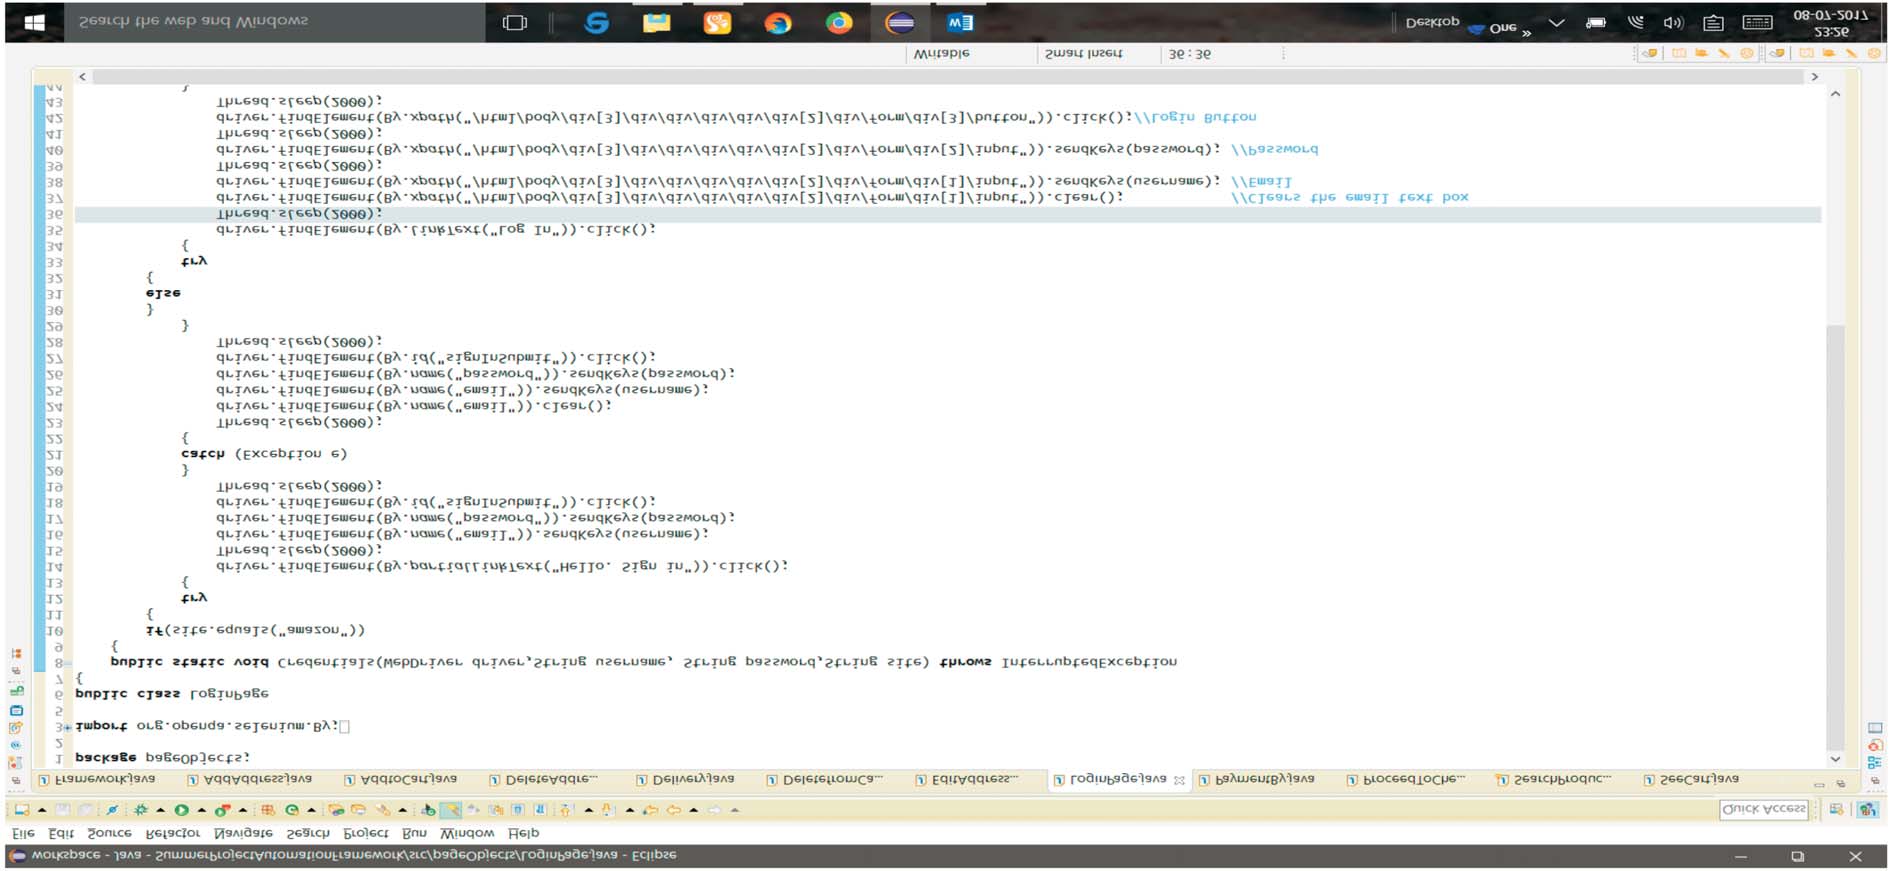 workspace - Java - SummerProjectAutomationFramework/src/pageObjects/LoginPage.java - Eclipse
File Edit Source Refactor Navigate Search Project Run Window Help
Quick Access
Framework.java AddAddress.java AddtoCart.java DeleteAddre... Delivery.java DeletefromCa... EditAddress... LoginPage.java PaymentBy.java ProceedToChe... SearchProduc... SeeCart.java
1 package pageObjects;
2
3 import org.openqa.selenium.By;
5
6 public class LoginPage
7 {
8 public static void Credentials(WebDriver driver,String username, String password,String site) throws InterruptedException
9 {
10 if(site.equals("amazon"))
11 {
12 try
13 {
14 driver.findElement(By.partialLinkText("Hello. Sign in")).click();
15 Thread.sleep(2000);
16 driver.findElement(By.name("email")).sendKeys(username);
17 driver.findElement(By.name("password")).sendKeys(password);
18 driver.findElement(By.id("signInSubmit")).click();
19 Thread.sleep(2000);
20 }
21 catch (Exception e)
22 {
23 Thread.sleep(2000);
24 driver.findElement(By.name("email")).clear();
25 driver.findElement(By.name("email")).sendKeys(username);
26 driver.findElement(By.name("password")).sendKeys(password);
27 driver.findElement(By.id("signInSubmit")).click();
28 Thread.sleep(2000);
29 }
30 }
31 else
32 {
33 try
34 {
35 driver.findElement(By.linkText("Log In")).click();
36 Thread.sleep(2000);
37 driver.findElement(By.xpath("/html/body/div[3]/div/div/div/div/div[2]/div/form/div[1]/input")).clear(); //Clears the email text box
38 driver.findElement(By.xpath("/html/body/div[3]/div/div/div/div/div[2]/div/form/div[1]/input")).sendKeys(username); //Email
39 Thread.sleep(2000);
40 driver.findElement(By.xpath("/html/body/div[3]/div/div/div/div/div[2]/div/form/div[2]/input")).sendKeys(password); //Password
41 Thread.sleep(2000);
42 driver.findElement(By.xpath("/html/body/div[3]/div/div/div/div/div[2]/div/form/div[3]/button")).click();//Login Button
43 Thread.sleep(2000);
44 }
Writable Smart Insert 36 : 36
Search the web and Windows Desktop One »
23:26
08-07-2017